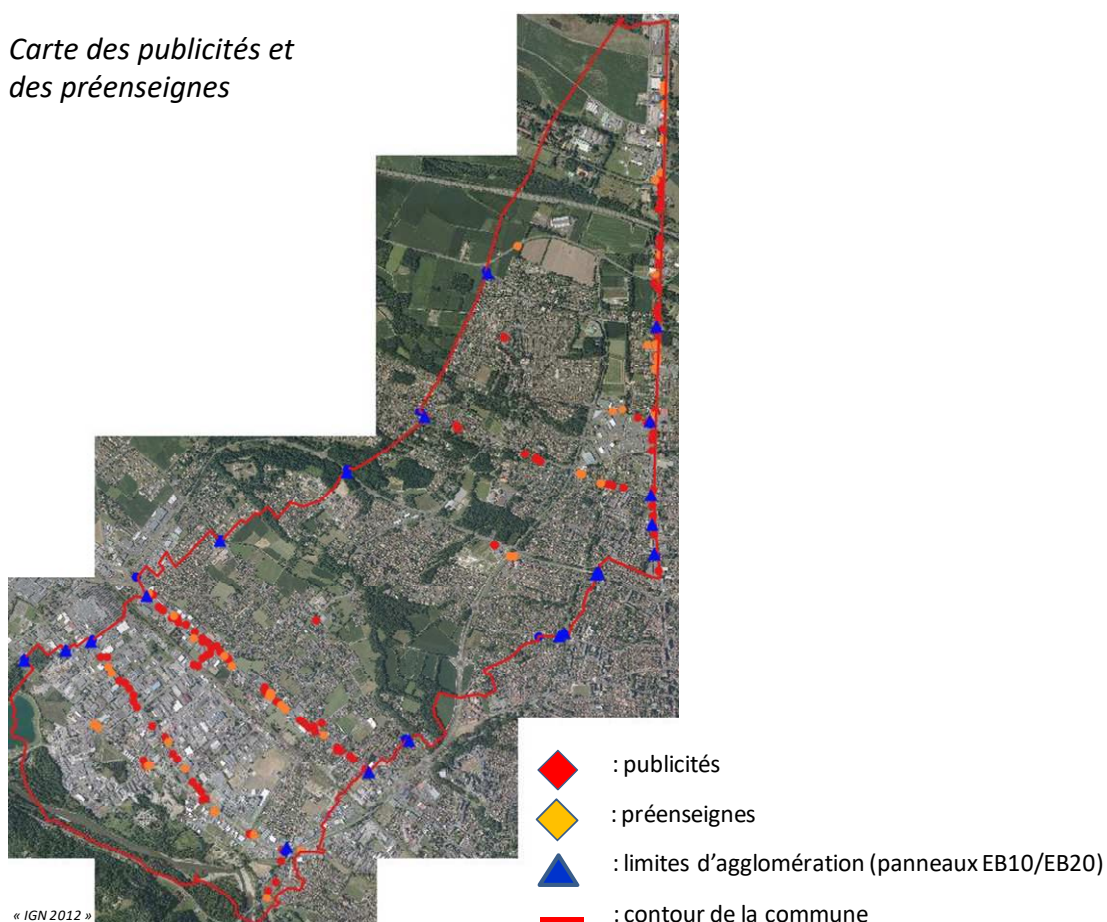 Carte des publicités et
des préenseignes
: publicités
: préenseignes
: limites d’agglomération (panneaux EB10/EB20)
: contour de la commune
« IGN 2012 »